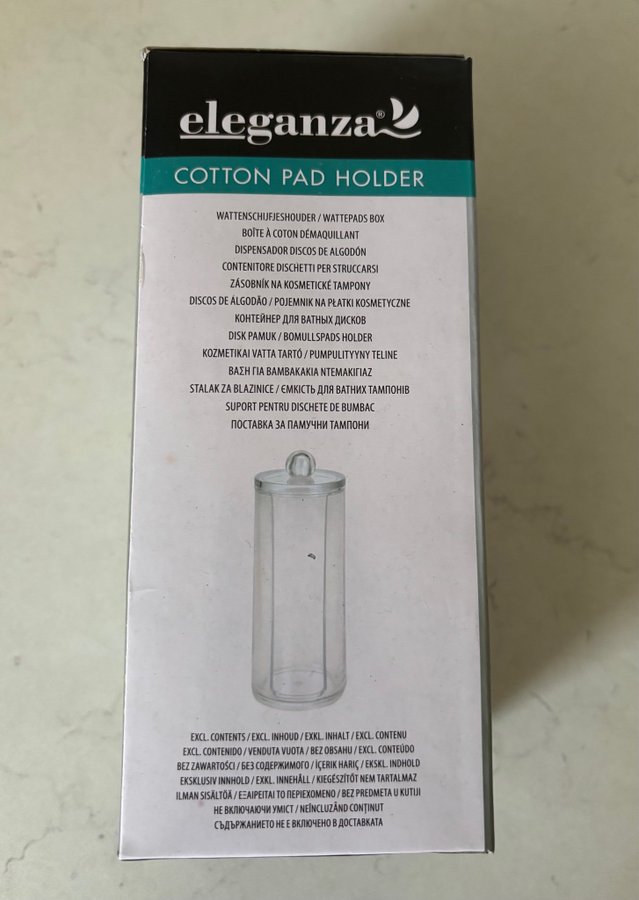 eleganza®
COTTON PAD HOLDER
WATTENSCHIJFJESHOUDER / WATTEPADS BOX
BOÎTE À COTON DÉMAQUILLANT
DISPENSADOR DISCOS DE ALGODÓN
CONTENITORE DISCHETTI PER STRUCCARSI
ZÁSOBNÍK NA KOSMETICKÉ TAMPONY
DISCOS DE ÁLGODÃO / POJEMNIK NA PŁATKI KOSMETYCZNE
КОНТЕЙНЕР ДЛЯ ВАТНЫХ ДИСКОВ
DISK PAMUK / BOMULLSPADS HOLDER
KOZMETIKAI VATTA TARTÓ / PUMPULITYYNY TELINE
ΒΑΣΗ ΓΙΑ ΒΑΜΒΑΚΑΚΙΑ ΝΤΕΜΑΚΙΓΙΑΖ
STALAK ZA BLAZINICE / ЄМКІСТЬ ДЛЯ ВАТНИХ ТАМПОНІВ
SUPORT PENTRU DISCHETE DE BUMBAC
ПОСТАВКА ЗА ПАМУЧНИ ТАМПОНИ
EXCL. CONTENTS / EXCL. INHOUD / EXKL. INHALT / EXCL. CONTENU
EXCL. CONTENIDO / VENDUTA VUOTA / BEZ OBSAHU / EXCL. CONTEÚDO
BEZ ZAWARTOŚCI / БЕЗ СОДЕРЖИМОГО / İÇERIK HARIÇ / EKSKL. INDHOLD
EKSKLUSIV INNHOLD / EXKL. INNEHÅLL / KIEGÉSZÍTŐT NEM TARTALMAZ
ILMAN SISÄLTÖÄ / ΕΞΑΙΡΕΙΤΑΙ ΤΟ ΠΕΡΙΕΧΟΜΕΝΟ / BEZ PREDMETA U KUTIJI
НЕ ВКЛЮЧАЮЧИ УМІСТ / NEÎNCLUZÂND CONȚINUT
СЪДЪРЖАНИЕТО НЕ Е ВКЛЮЧЕНО В ДОСТАВКАТА